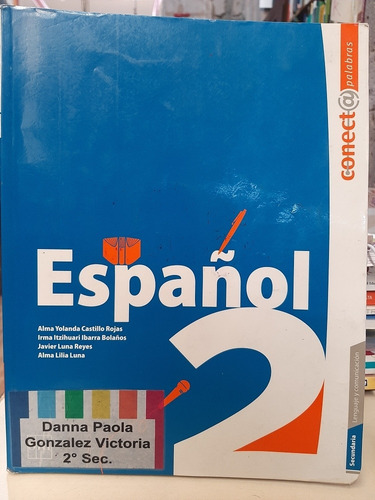 conect@
palabras
Español
2
Alma Yolanda Castillo Rojas
Irma Itzihuari Ibarra Bolaños
Javier Luna Reyes
Alma Lilia Luna
Danna Paola
Gonzalez Victoria
2° Sec.
Secundaria
Lenguaje y comunicación